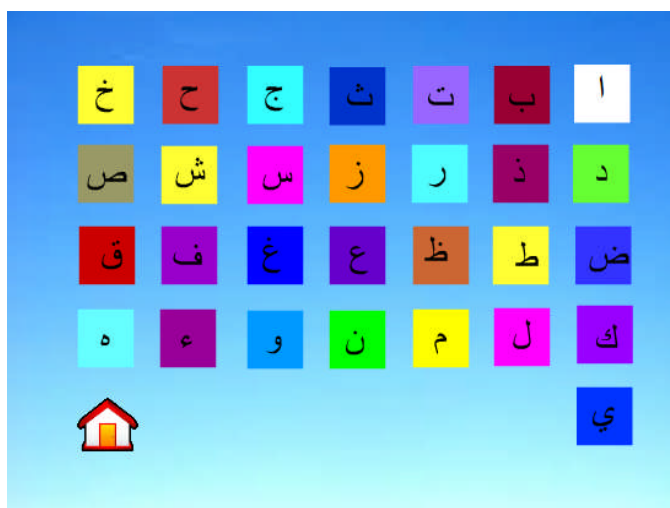 ا ب ت ث ج ح خ
د ذ ر ز س ش ص
ض ط ظ ع غ ف ق
ك ل م ن و ء ه
ي